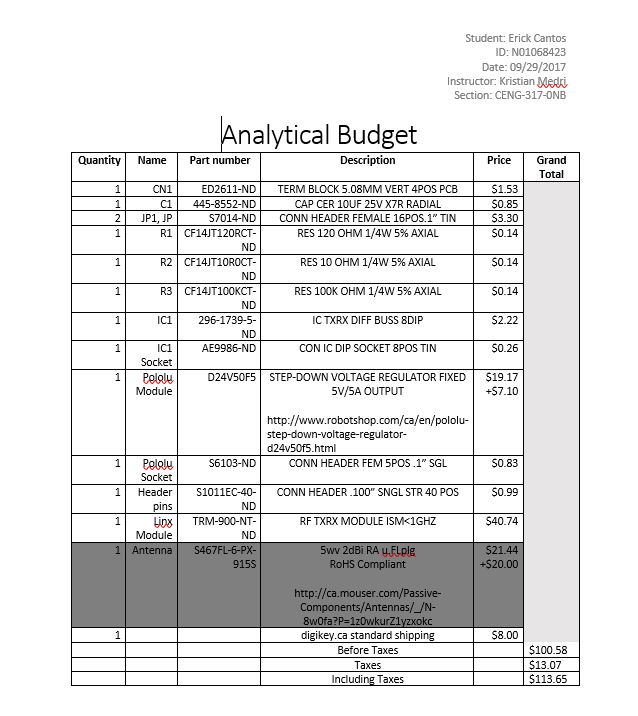 Student: Erick Cantos
ID: N01068423
Date: 09/29/2017
Instructor: Kristian Medri
Section: CENG-317-0NB
Analytical Budget
Quantity Name Part number Description Price Grand Total
1 CN1 ED2611-ND TERM BLOCK 5.08MM VERT 4POS PCB $1.53
1 C1 445-8552-ND CAP CER 10UF 25V X7R RADIAL $0.85
2 JP1, JP S7014-ND CONN HEADER FEMALE 16POS.1” TIN $3.30
1 R1 CF14JT120RCT-ND RES 120 OHM 1/4W 5% AXIAL $0.14
1 R2 CF14JT10R0CT-ND RES 10 OHM 1/4W 5% AXIAL $0.14
1 R3 CF14JT100KCT-ND RES 100K OHM 1/4W 5% AXIAL $0.14
1 IC1 296-1739-5-ND IC TXRX DIFF BUSS 8DIP $2.22
1 IC1 Socket AE9986-ND CON IC DIP SOCKET 8POS TIN $0.26
1 Pololu Module D24V50F5 STEP-DOWN VOLTAGE REGULATOR FIXED $19.17
5V/5A OUTPUT +$7.10
http://www.robotshop.com/ca/en/pololu-
step-down-voltage-regulator-
d24v50f5.html
1 Pololu Socket S6103-ND CONN HEADER FEM 5POS .1” SGL $0.83
1 Header pins S1011EC-40-ND CONN HEADER .100” SNGL STR 40 POS $0.99
1 Linx Module TRM-900-NT-ND RF TXRX MODULE ISM<1GHZ $40.74
1 Antenna S467FL-6-PX-915S 5wv 2dBi RA u.FLplg $21.44
RoHS Compliant +$20.00
http://ca.mouser.com/Passive-
Components/Antennas/_/N-
8w0fa?P=1z0wkurZ1yzxokc
1 digikey.ca standard shipping $8.00
Before Taxes $100.58
Taxes $13.07
Including Taxes $113.65